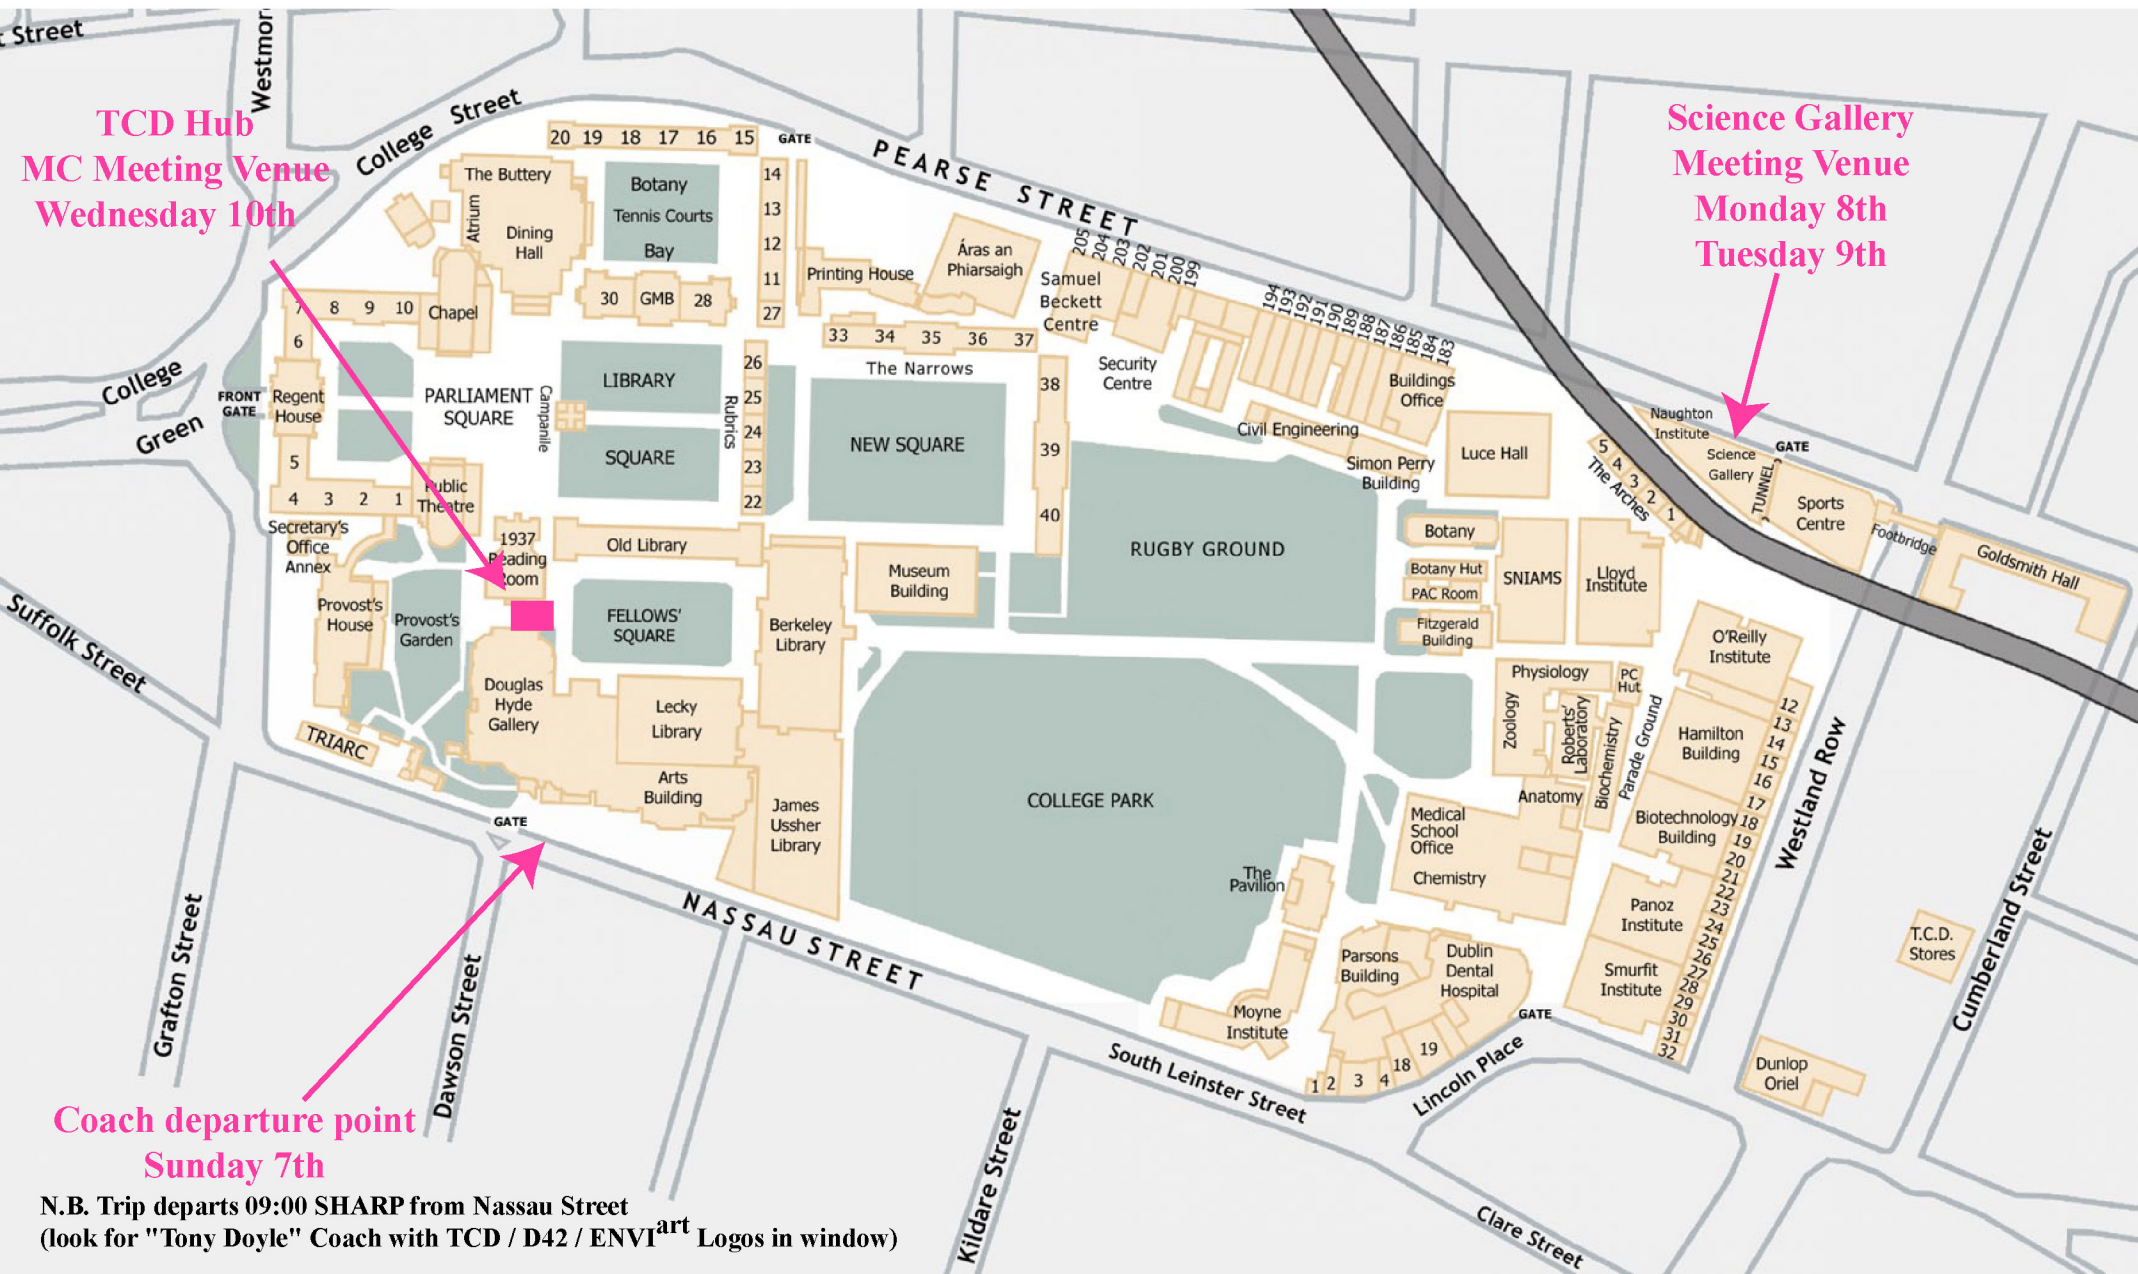 t Street
Westmor
College Street
TCD Hub
MC Meeting Venue
Wednesday 10th
Science Gallery
Meeting Venue
Monday 8th
Tuesday 9th
PEARSE STREET
20 19 18 17 16 15
GATE
The Buttery
Atrium
Dining
Hall
Botany
Tennis Courts
Bay
14
13
12
11
27
Printing House
Áras an
Phiarsaigh
Samuel
Beckett
Centre
205
204
203
202
201
200
199
194
193
192
191
190
189
188
187
186
185
184
183
30 GMB 28
7 8 9 10
Chapel
6
33 34 35 36 37
The Narrows
Security
Centre
Buildings
Office
College
Green
FRONT
GATE
Regent
House
PARLIAMENT
SQUARE
Campanile
LIBRARY
SQUARE
Rubrics
26
25
24
23
22
NEW SQUARE
38
39
40
Civil Engineering
Simon Perry
Building
Luce Hall
Naughton
Institute
Science
Gallery
GATE
TUNNEL
5
4
3
2
1
The Arches
Sports
Centre
Footbridge
Goldsmith Hall
5
4 3 2 1
Public
Theatre
Secretary's
Office
Annex
1937
Reading
Room
Old Library
Museum
Building
RUGBY GROUND
Botany
Botany Hut
PAC Room
Fitzgerald
Building
SNIAMS
Lloyd
Institute
Suffolk Street
Provost's
House
Provost's
Garden
FELLOWS'
SQUARE
Berkeley
Library
O'Reilly
Institute
Physiology
PC
Hut
Zoology
Roberts'
Laboratory
Biochemistry
Parade Ground
Hamilton
Building
12
13
14
15
16
17
18
19
20
21
22
23
24
25
26
27
28
29
30
31
32
Westland Row
Douglas
Hyde
Gallery
Lecky
Library
TRIARC
Arts
Building
James
Ussher
Library
COLLEGE PARK
Anatomy
Medical
School
Office
Chemistry
Biotechnology
Building
GATE
The
Pavilion
Panoz
Institute
Cumberland Street
NASSAU STREET
Grafton Street
Dawson Street
Parsons
Building
Dublin
Dental
Hospital
Smurfit
Institute
T.C.D.
Stores
Moyne
Institute
GATE
1 2 3 4 18 19
Lincoln Place
South Leinster Street
Dunlop
Oriel
Coach departure point
Sunday 7th
Kildare Street
Clare Street
N.B. Trip departs 09:00 SHARP from Nassau Street
(look for "Tony Doyle" Coach with TCD / D42 / ENVIart Logos in window)